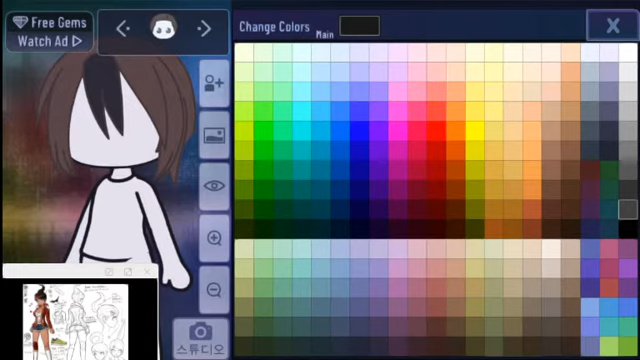 Free Gems
Watch Ad
Change Colors
Main
X
스튜디오